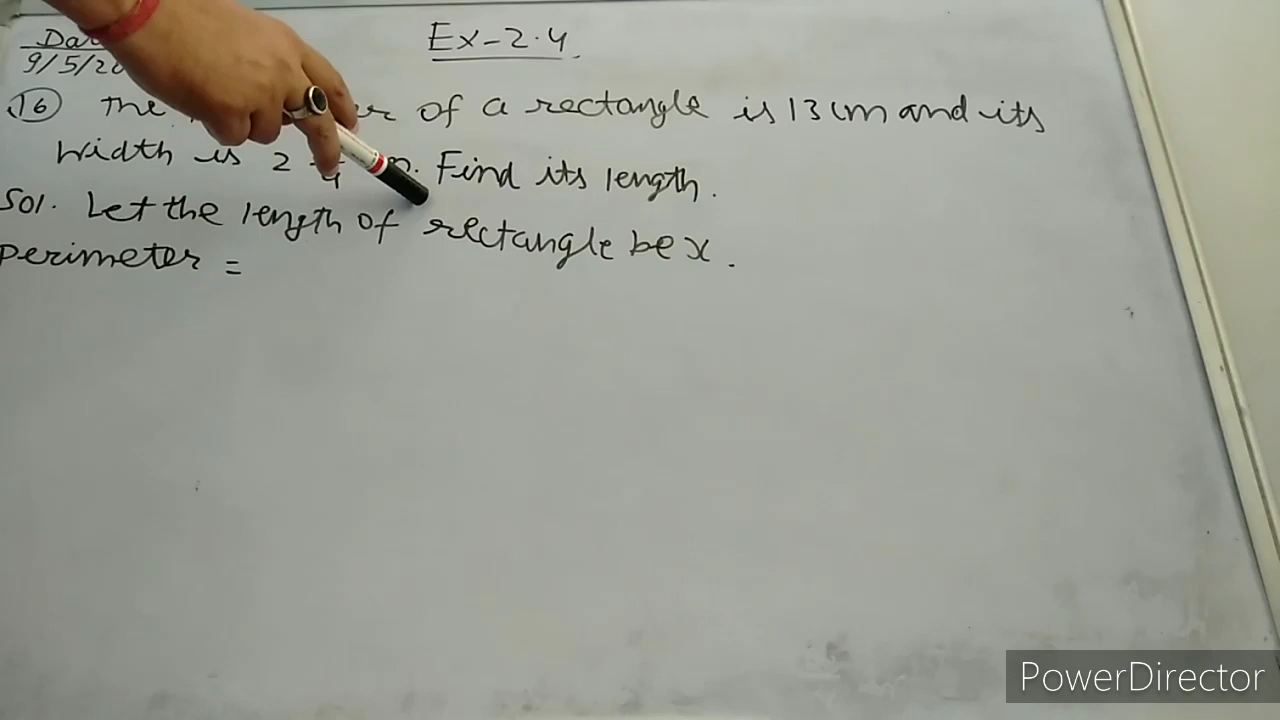 Ex-2.4
9/5/20
16 The of a rectangle is 13 cm and its
width is 2 4 Find its length.
Sol. Let the length of rectangle be x.
Perimeter =
PowerDirector